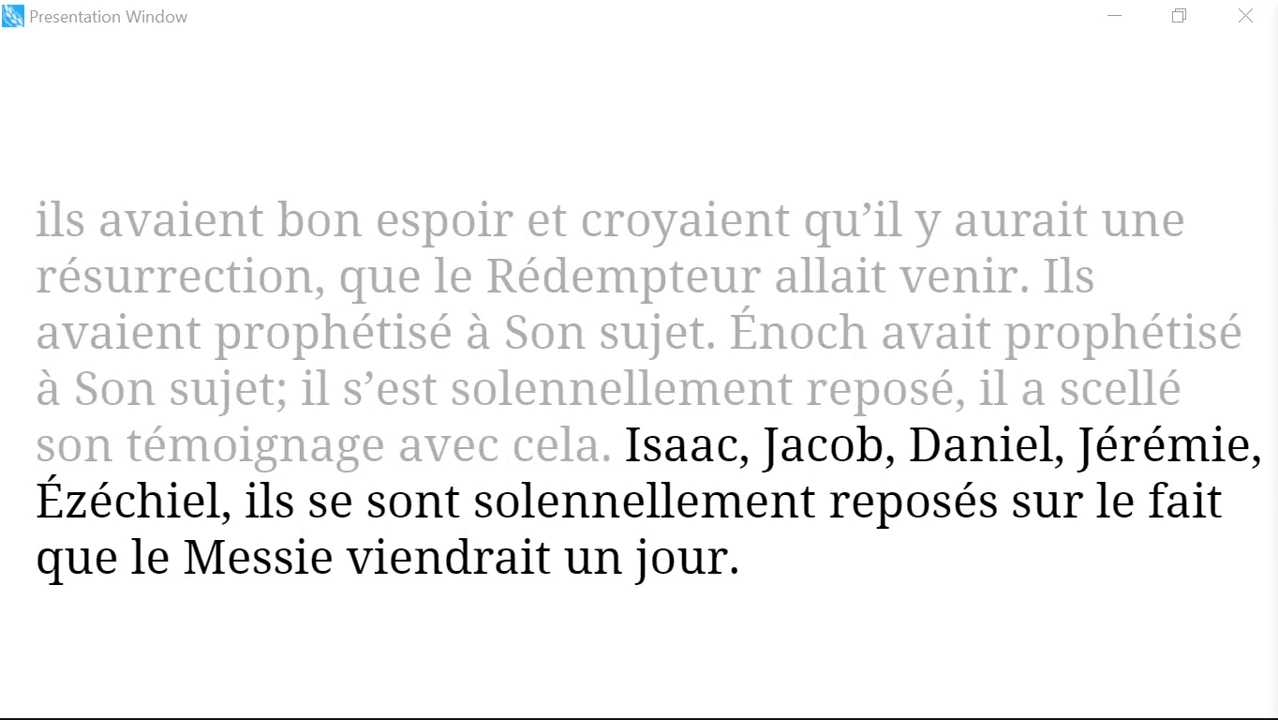 Presentation Window
ils avaient bon espoir et croyaient qu’il y aurait une
résurrection, que le Rédempteur allait venir. Ils
avaient prophétisé à Son sujet. Énoch avait prophétisé
à Son sujet; il s’est solennellement reposé, il a scellé
son témoignage avec cela. Isaac, Jacob, Daniel, Jérémie,
Ézéchiel, ils se sont solennellement reposés sur le fait
que le Messie viendrait un jour.